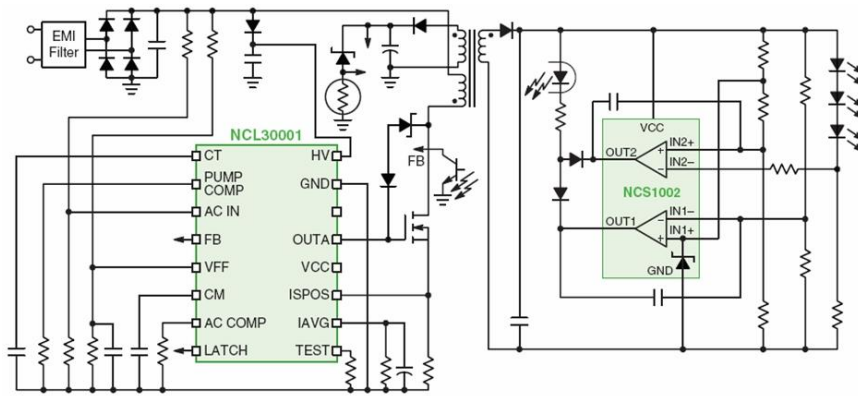 EMI
Filter
NCL30001
CT
HV
PUMP
COMP
GND
AC IN
FB
OUTA
VFF
VCC
CM
ISPOS
AC COMP
IAVG
LATCH
TEST
FB
VCC
OUT2
IN2+
IN2–
NCS1002
OUT1
IN1–
IN1+
GND